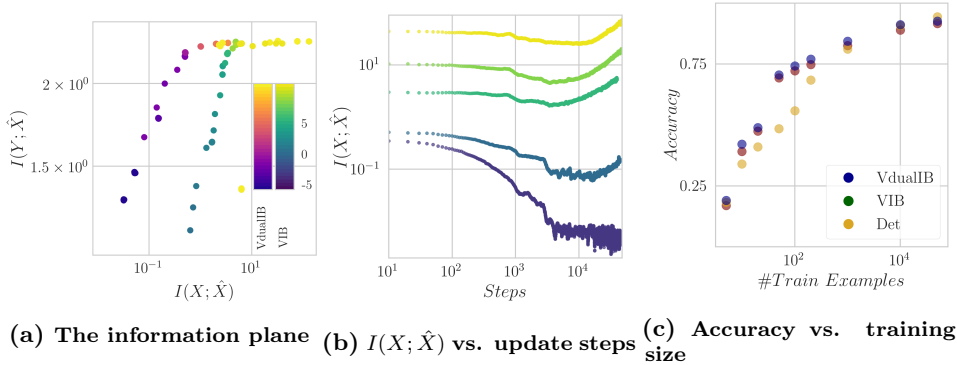 I(Y; X̂)
2 × 10⁰
1.5 × 10⁰
10⁻¹
10¹
I(X; X̂)
5
0
−5
VdualIB
VIB
I(X; X̂)
10¹
10⁻¹
10¹
10²
10³
10⁴
Steps
Accuracy
0.75
0.25
VdualIB
VIB
Det
10²
10⁴
#Train Examples
(a) The information plane
(b) I(X; X̂) vs. update steps
(c) Accuracy vs. training
size